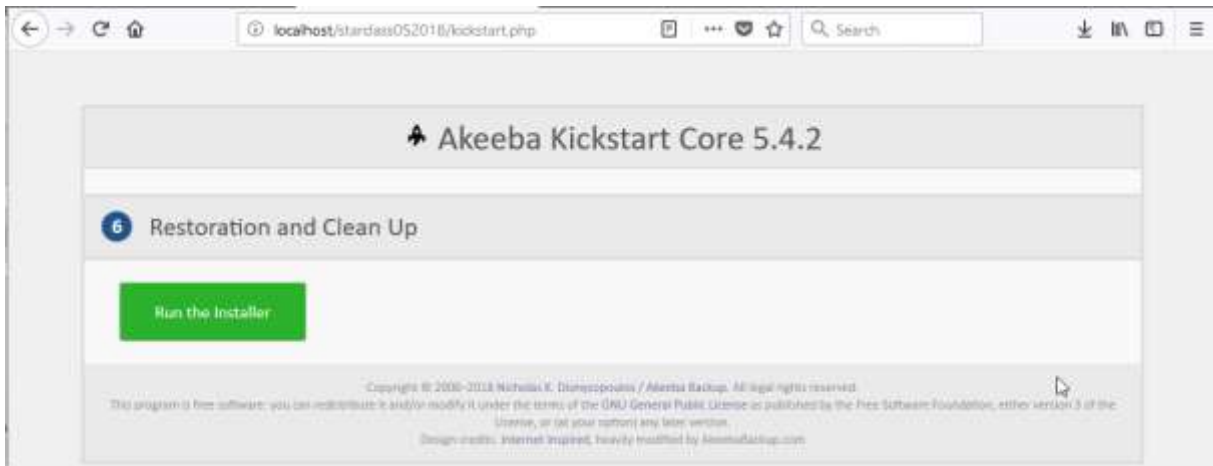 localhost/stardass052018/kickstart.php
Search
Akeeba Kickstart Core 5.4.2
6 Restoration and Clean Up
Run the Installer
Copyright © 2008-2018 Nicholas K. Dionysopoulos / Akeeba Backup. All legal rights reserved.
This program is free software: you can redistribute it and/or modify it under the terms of the GNU General Public License as published by the Free Software Foundation, either version 3 of the
License, or (at your option) any later version.
Design credits: Internet Inspired, heavily modified by AkeebaBackup.com